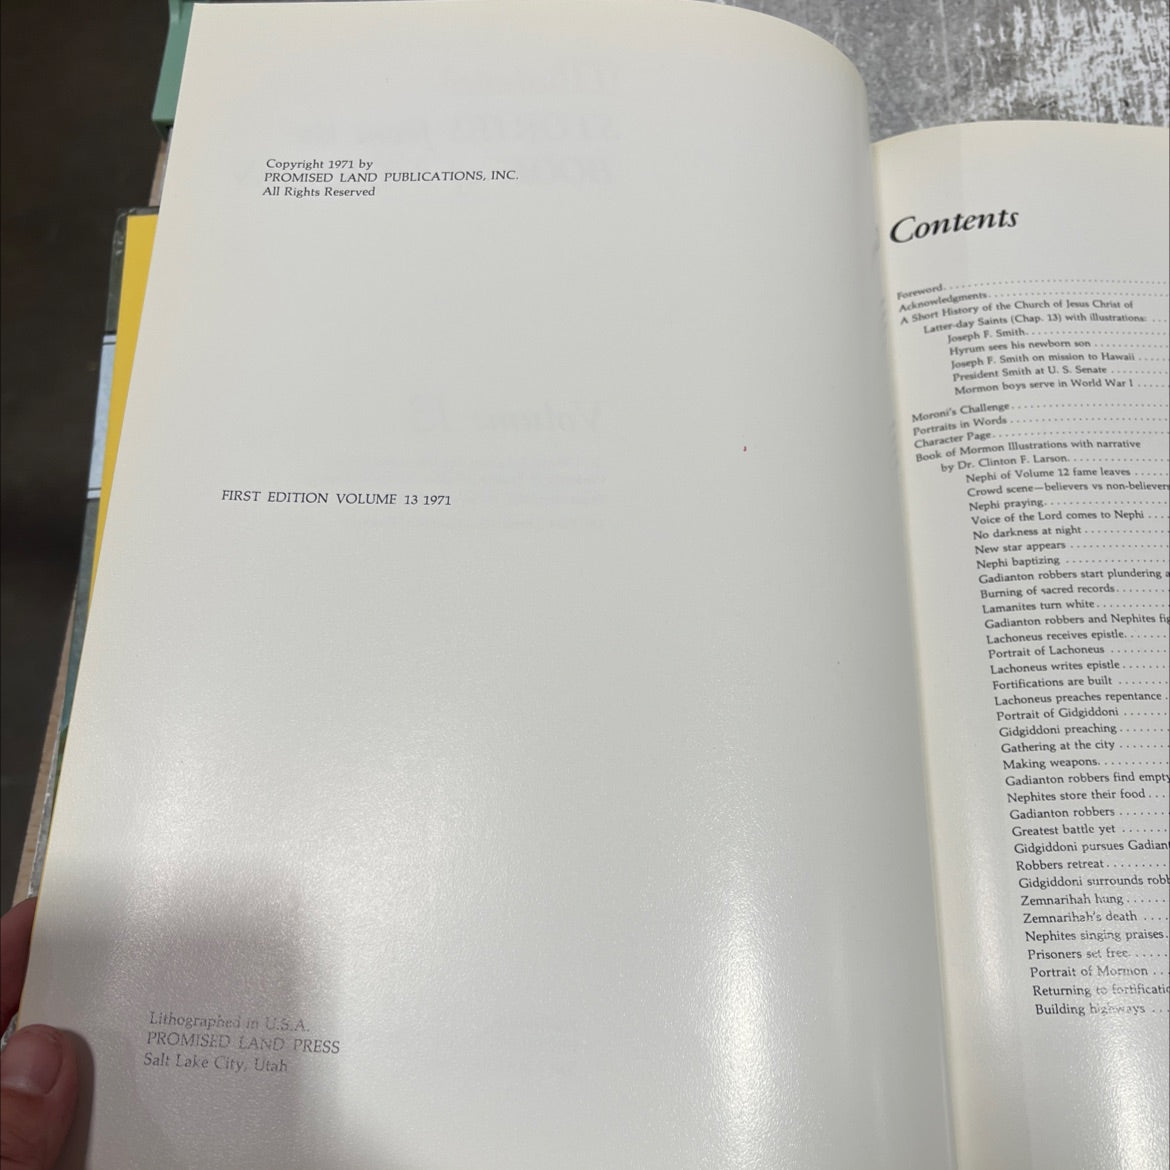 Copyright 1971 by
PROMISED LAND PUBLICATIONS, INC.
All Rights Reserved
FIRST EDITION VOLUME 13 1971
Lithographed in U.S.A.
PROMISED LAND PRESS
Salt Lake City, Utah
Contents
Foreword
Acknowledgments
A Short History of the Church of Jesus Christ of
Latter-day Saints (Chap. 13) with illustrations:
Joseph F. Smith
Hyrum sees his newborn son
Joseph F. Smith on mission to Hawaii
President Smith at U. S. Senate
Mormon boys serve in World War I
Moroni's Challenge
Portraits in Words
Character Page
Book of Mormon Illustrations with narrative
by Dr. Clinton F. Larson
Nephi of Volume 12 fame leaves
Crowd scene—believers vs non-believers
Nephi praying
Voice of the Lord comes to Nephi
No darkness at night
New star appears
Nephi baptizing
Gadianton robbers start plundering
Burning of sacred records
Lamanites turn white
Gadianton robbers and Nephites
Lachoneus receives epistle
Portrait of Lachoneus
Lachoneus writes epistle
Fortifications are built
Lachoneus preaches repentance
Portrait of Gidgiddoni
Gidgiddoni preaching
Gathering at the city
Making weapons
Gadianton robbers find empty
Nephites store their food
Gadianton robbers
Greatest battle yet
Gidgiddoni pursues
Robbers retreat
Gidgiddoni surrounds
Zemnarihah hung
Zemnarihah's death
Nephites singing praises
Prisoners set free
Portrait of Mormon
Returning to
Building highways